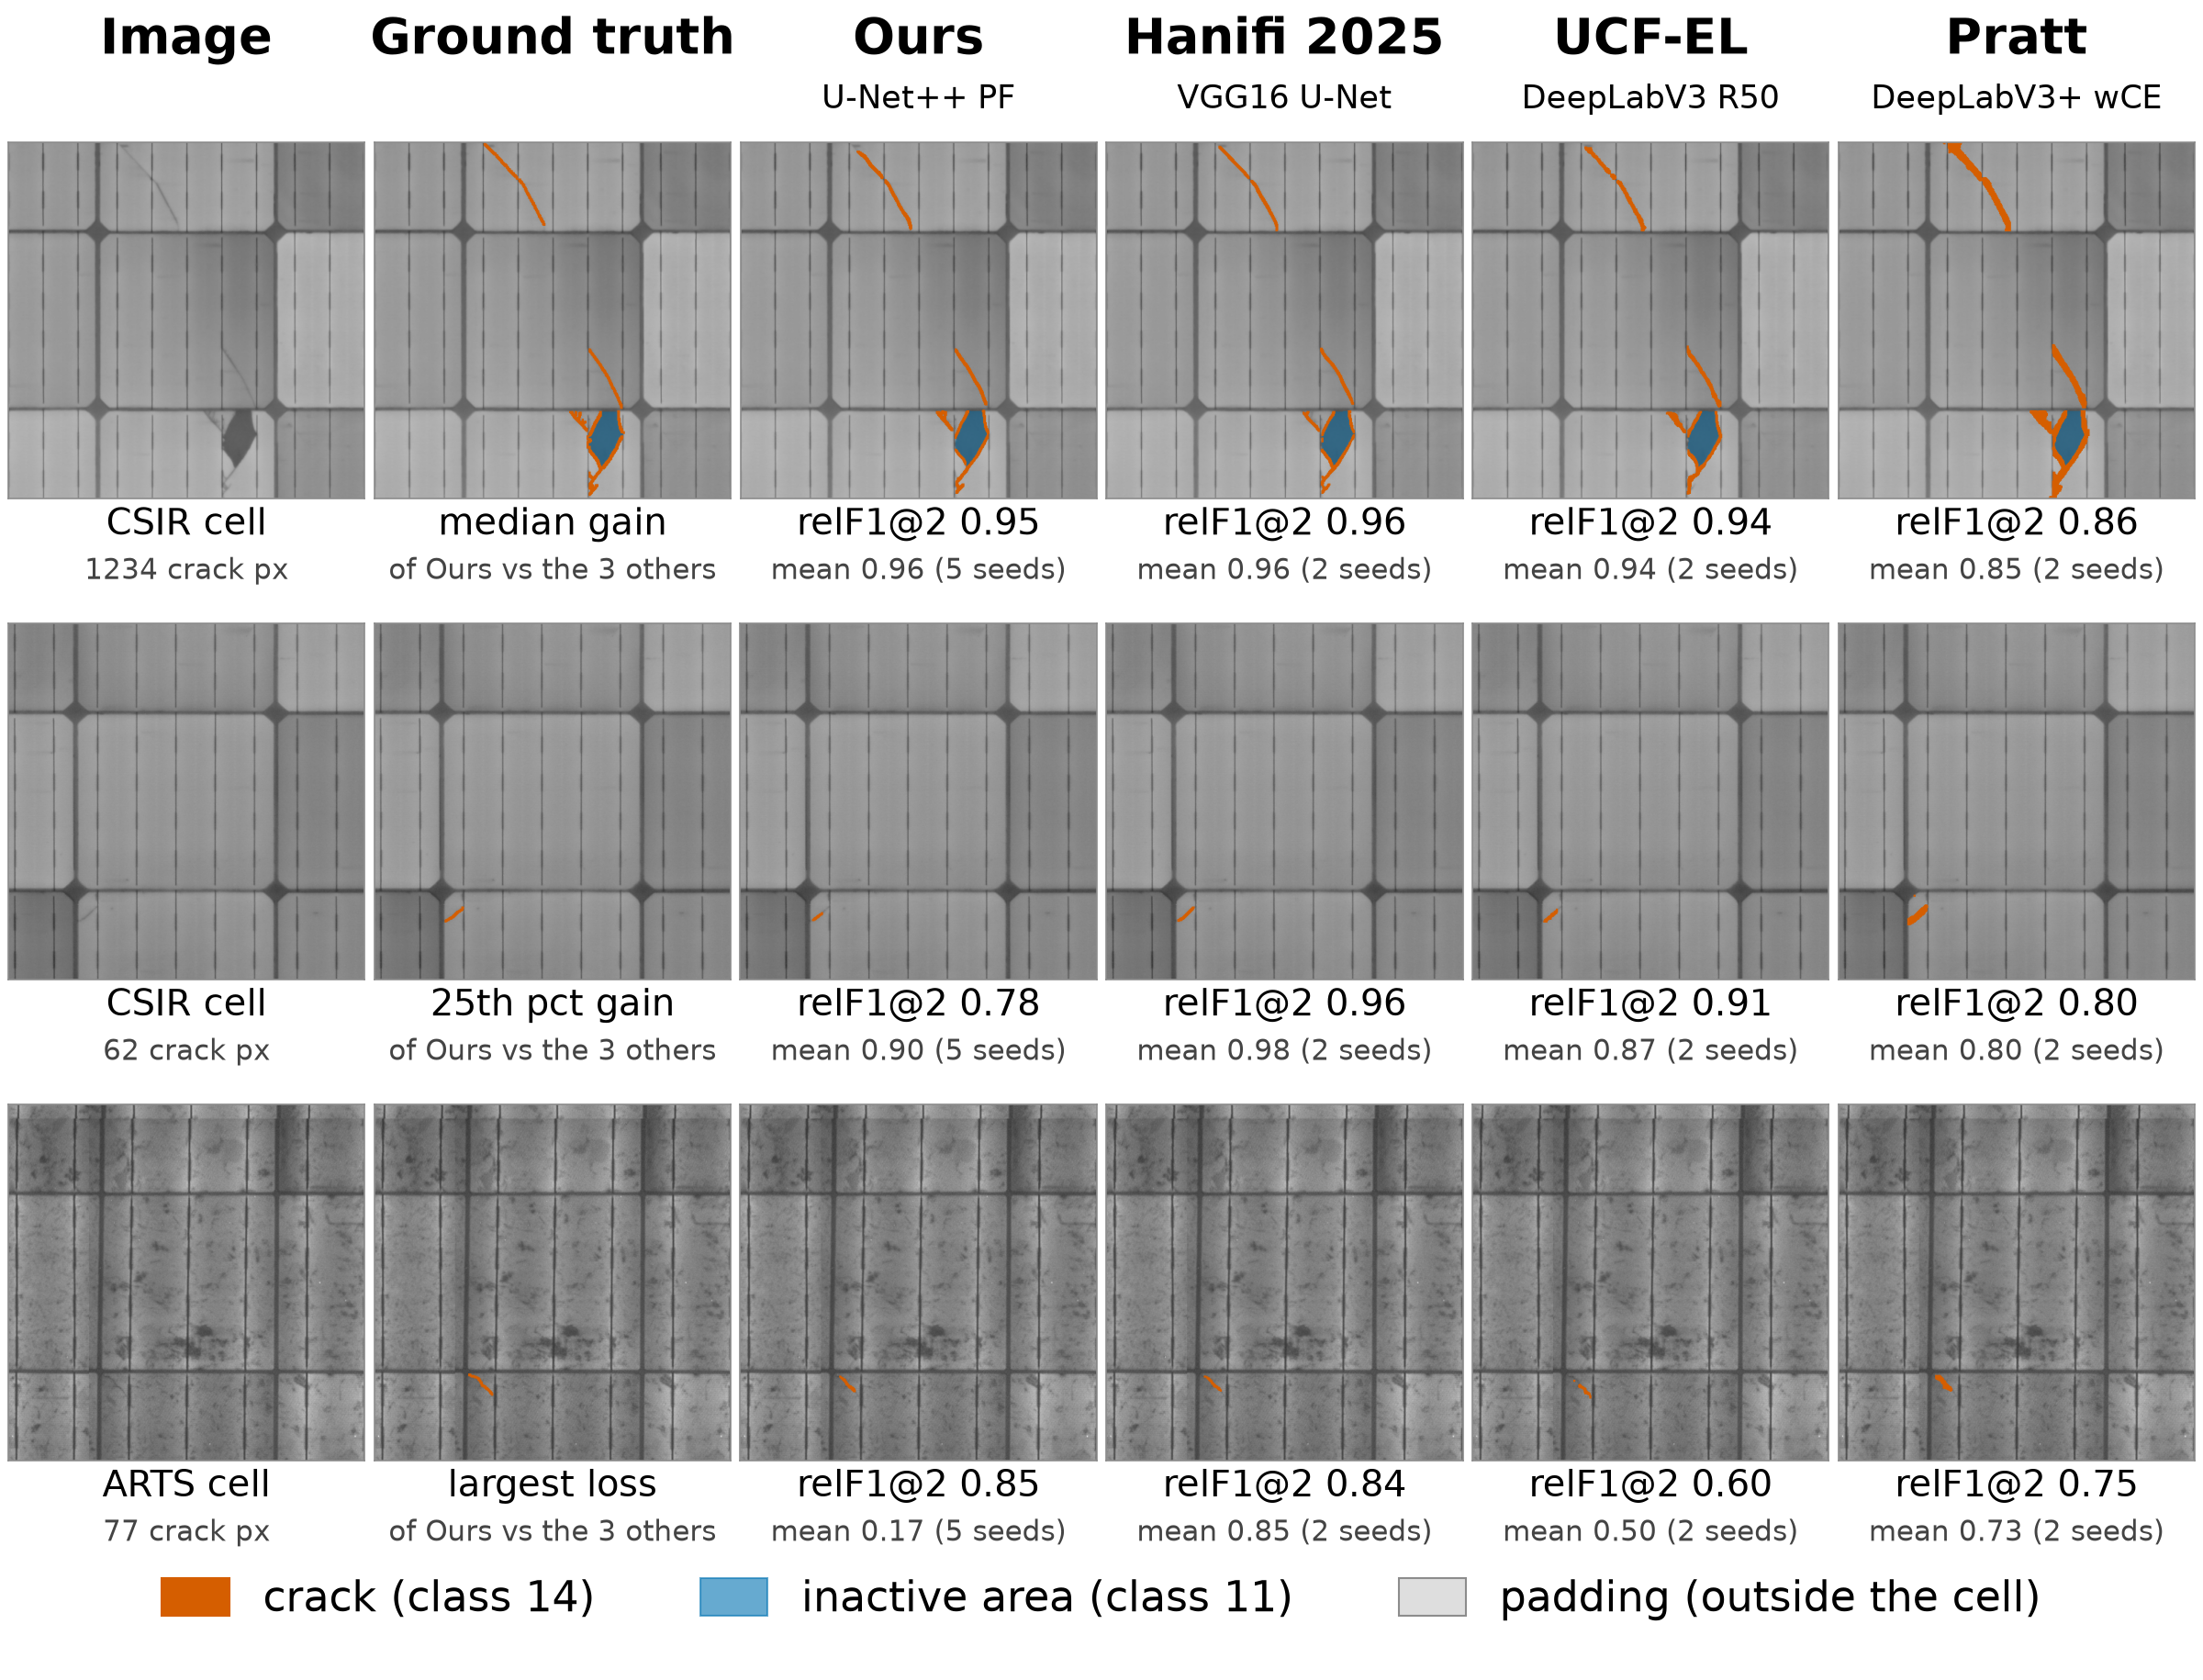 Image Ground truth Ours Hanifi 2025 UCF-EL Pratt
U-Net++ PF VGG16 U-Net DeepLabV3 R50 DeepLabV3+ wCE
CSIR cell median gain relF1@2 0.95 relF1@2 0.96 relF1@2 0.94 relF1@2 0.86
1234 crack px of Ours vs the 3 others mean 0.96 (5 seeds) mean 0.96 (2 seeds) mean 0.94 (2 seeds) mean 0.85 (2 seeds)
CSIR cell 25th pct gain relF1@2 0.78 relF1@2 0.96 relF1@2 0.91 relF1@2 0.80
62 crack px of Ours vs the 3 others mean 0.90 (5 seeds) mean 0.98 (2 seeds) mean 0.87 (2 seeds) mean 0.80 (2 seeds)
ARTS cell largest loss relF1@2 0.85 relF1@2 0.84 relF1@2 0.60 relF1@2 0.75
77 crack px of Ours vs the 3 others mean 0.17 (5 seeds) mean 0.85 (2 seeds) mean 0.50 (2 seeds) mean 0.73 (2 seeds)
crack (class 14) inactive area (class 11) padding (outside the cell)